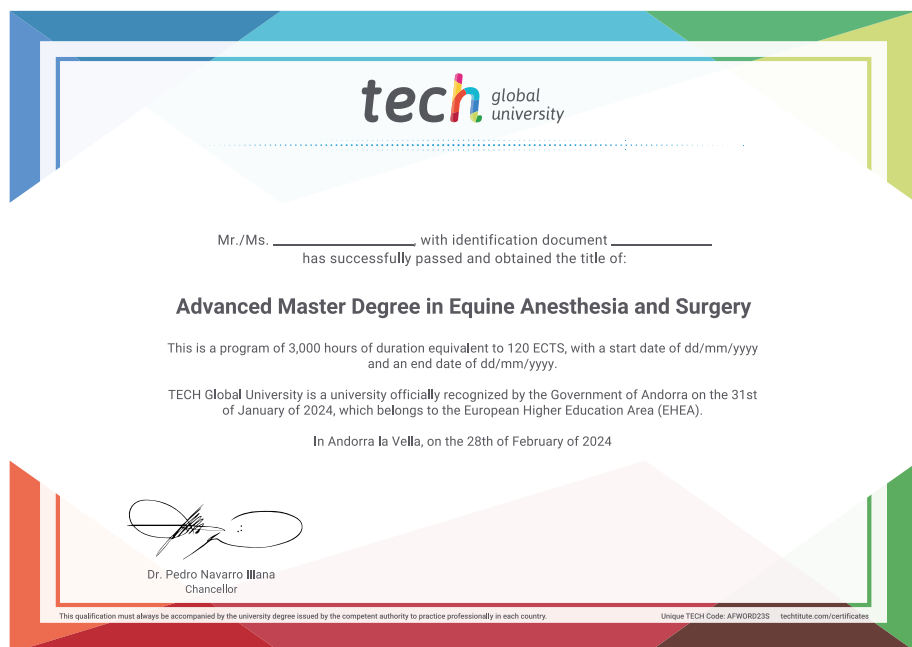 tech global university
Mr./Ms. ____________, with identification document ____________
has successfully passed and obtained the title of:
Advanced Master Degree in Equine Anesthesia and Surgery
This is a program of 3,000 hours of duration equivalent to 120 ECTS, with a start date of dd/mm/yyyy
and an end date of dd/mm/yyyy.
TECH Global University is a university officially recognized by the Government of Andorra on the 31st
of January of 2024, which belongs to the European Higher Education Area (EHEA).
In Andorra la Vella, on the 28th of February of 2024
Dr. Pedro Navarro Illana
Chancellor
This qualification must always be accompanied by the university degree issued by the competent authority to practice professionally in each country.
Unique TECH Code: AFWORD23S techtitute.com/certificates